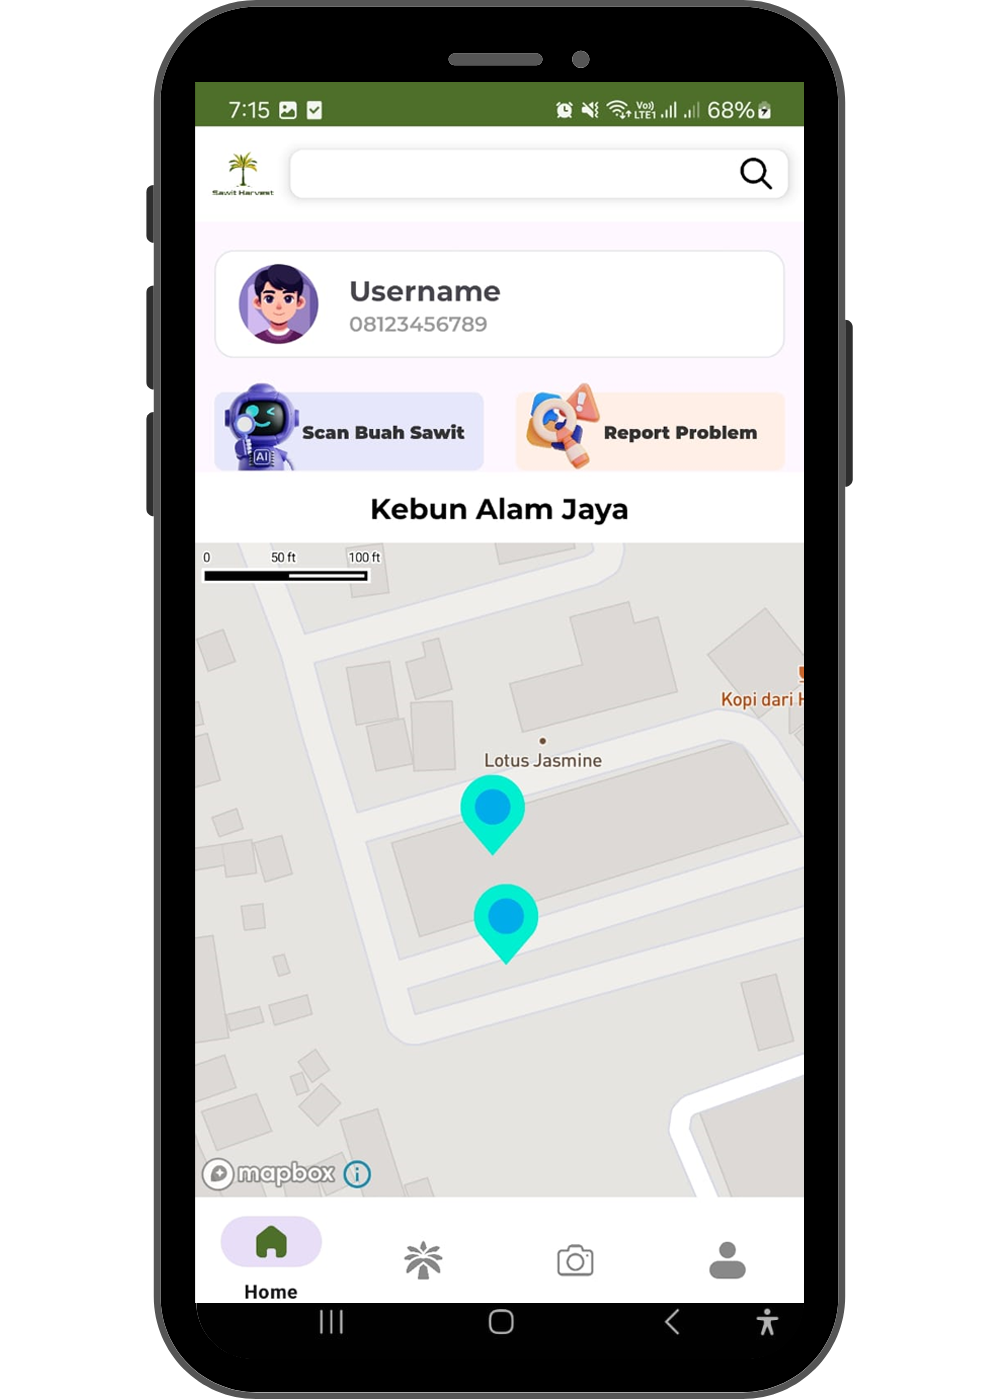 7:15
Vo)) LTE1 68%
Sawit Harvest
Username
08123456789
AI
Scan Buah Sawit
Report Problem
Kebun Alam Jaya
0 50 ft 100 ft
Kopi dari
Lotus Jasmine
mapbox i
Home